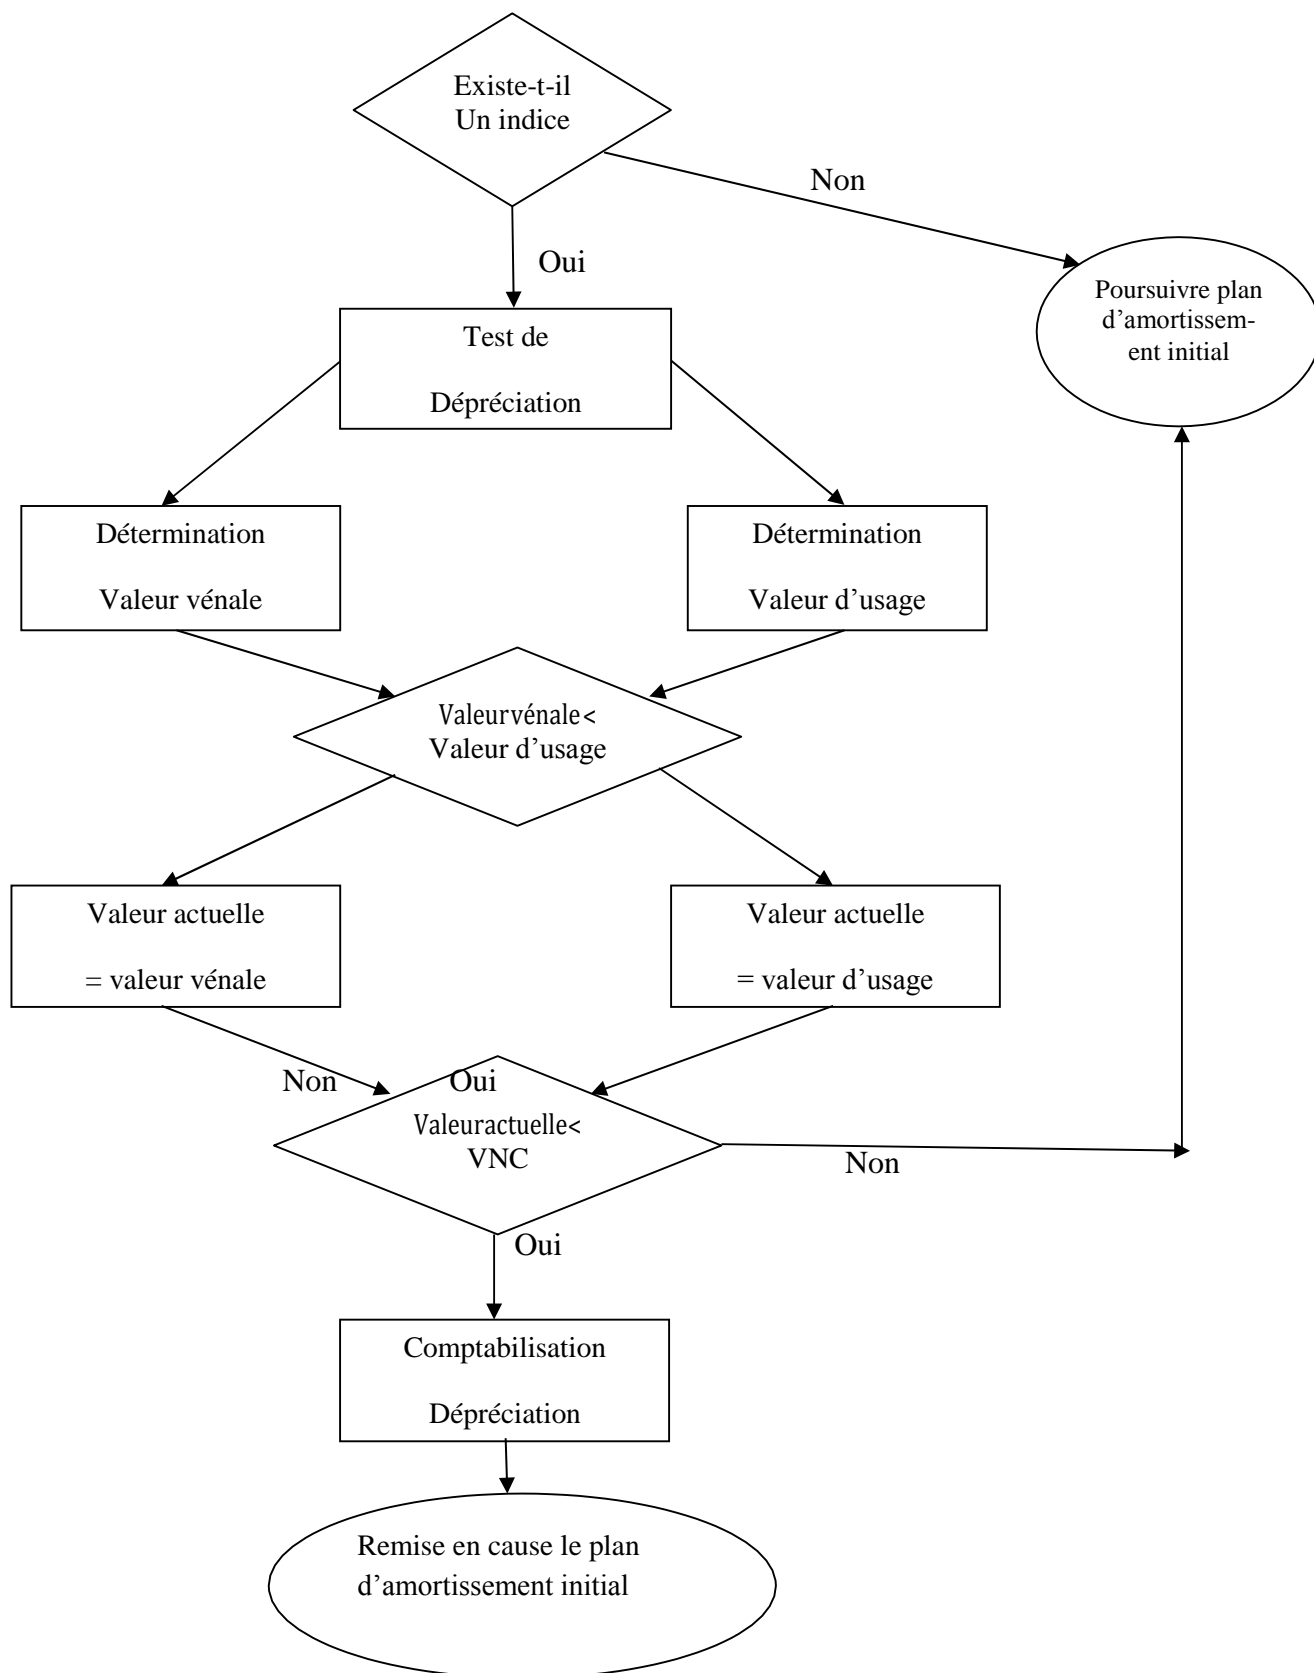 Existe-t-il
Un indice
Non
Oui
Poursuivre plan
d’amortissem-
ent initial
Test de
Dépréciation
Détermination
Valeur vénale
Détermination
Valeur d’usage
Valeurvénale<
Valeur d’usage
Valeur actuelle
= valeur vénale
Valeur actuelle
= valeur d’usage
Non
Oui
Valeuractuelle<
VNC
Non
Oui
Comptabilisation
Dépréciation
Remise en cause le plan
d’amortissement initial